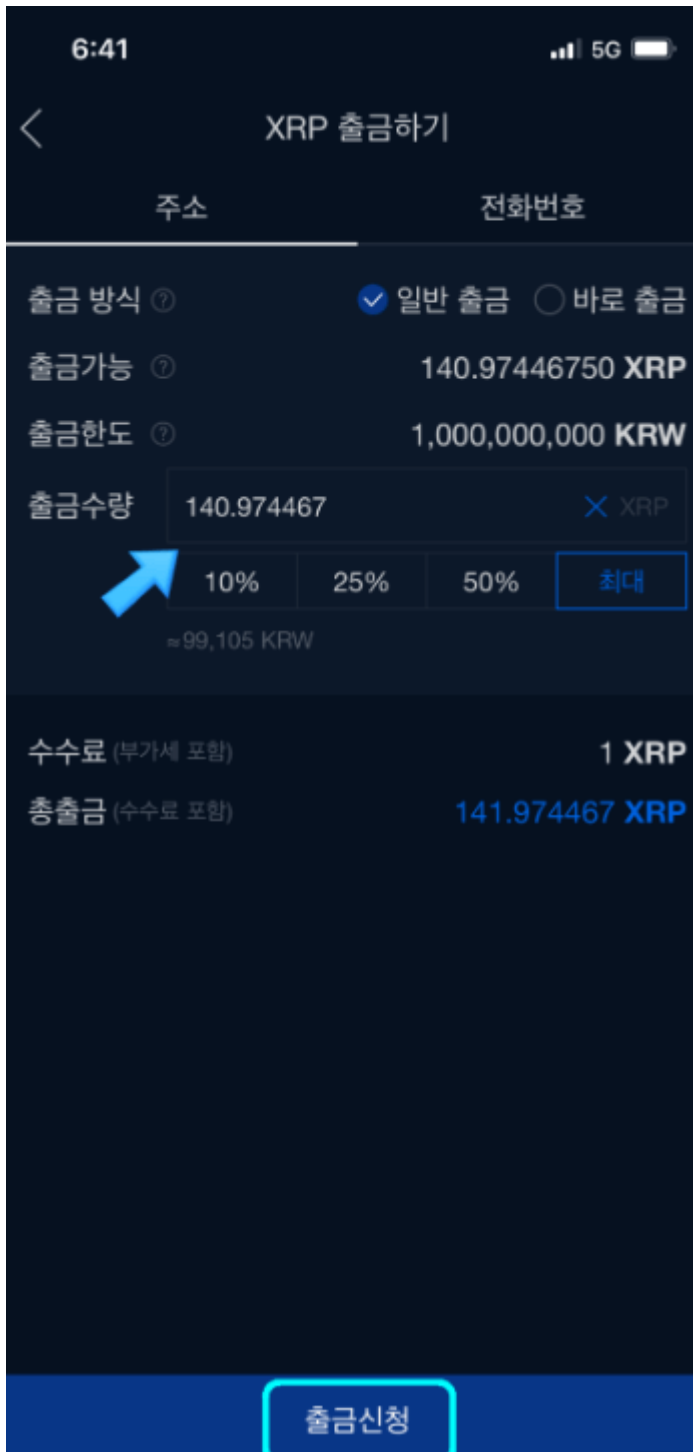 6:41 5G
XRP 출금하기
주소 전화번호
출금 방식 ? 일반 출금 바로 출금
출금가능 ? 140.97446750 XRP
출금한도 ? 1,000,000,000 KRW
출금수량 140.974467 XRP
10% 25% 50% 최대
≈99,105 KRW
수수료 (부가세 포함) 1 XRP
총출금 (수수료 포함) 141.974467 XRP
출금신청